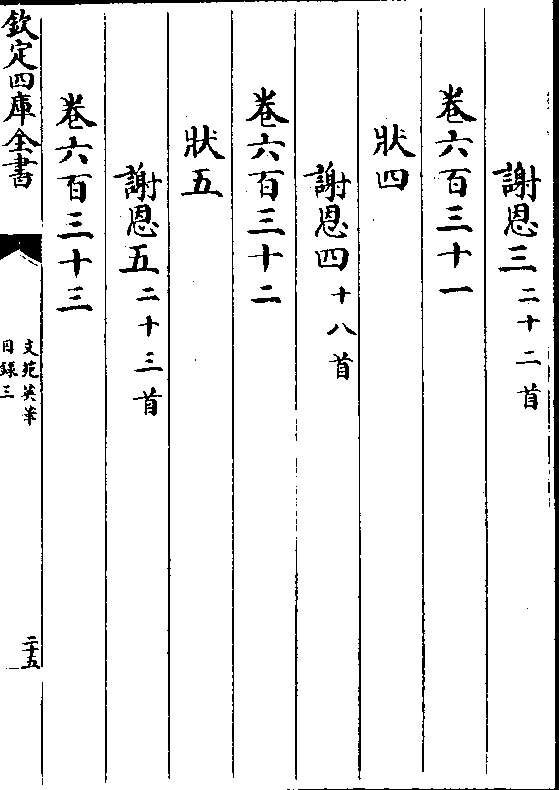 謝恩三二十二首
卷六百三十一
狀四
謝恩四十八首
卷六百三十二
狀五
謝恩五二十三首
卷六百三十三
欽定四庫全書
文苑英華
目錄三
二十五